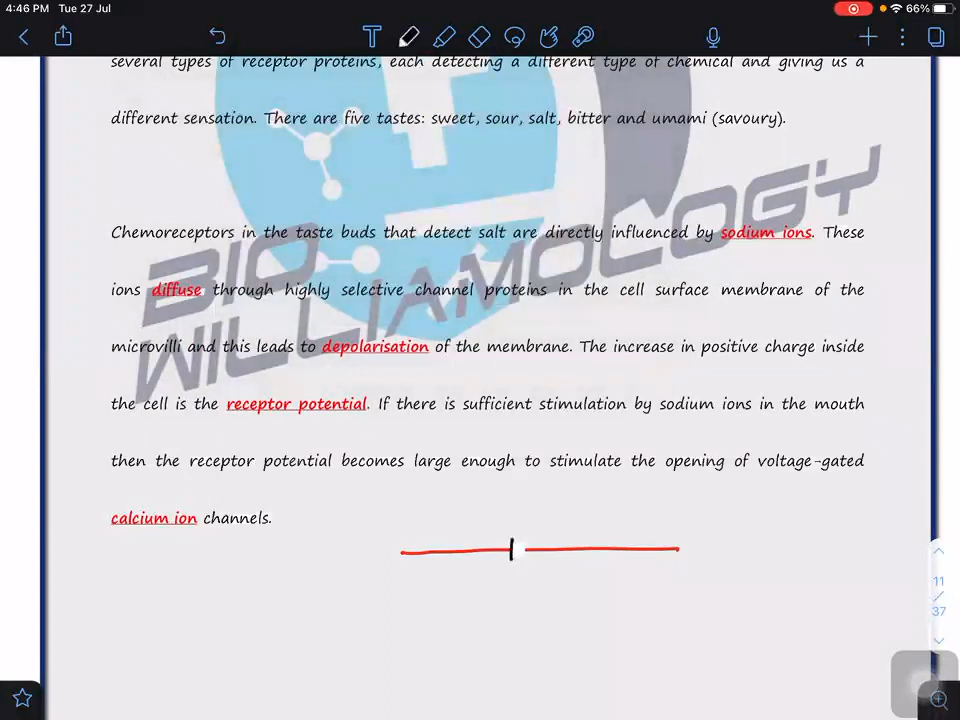 4:46 PM Tue 27 Jul 66%
several types of receptor proteins, each detecting a different type of chemical and giving us a
different sensation. There are five tastes: sweet, sour, salt, bitter and umami (savoury).
Chemoreceptors in the taste buds that detect salt are directly influenced by sodium ions. These
ions diffuse through highly selective channel proteins in the cell surface membrane of the
microvilli and this leads to depolarisation of the membrane. The increase in positive charge inside
the cell is the receptor potential. If there is sufficient stimulation by sodium ions in the mouth
then the receptor potential becomes large enough to stimulate the opening of voltage-gated
calcium ion channels.
BIO
WILLIAMOLOGY
11
/
37